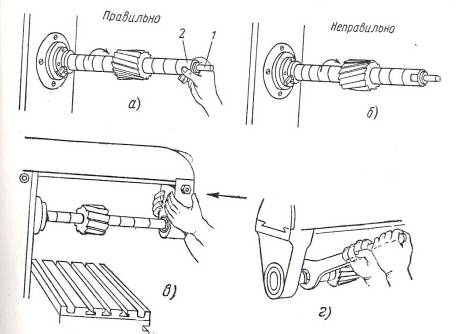 Правильно
2
1
а)
Неправильно
б)
в)
г)